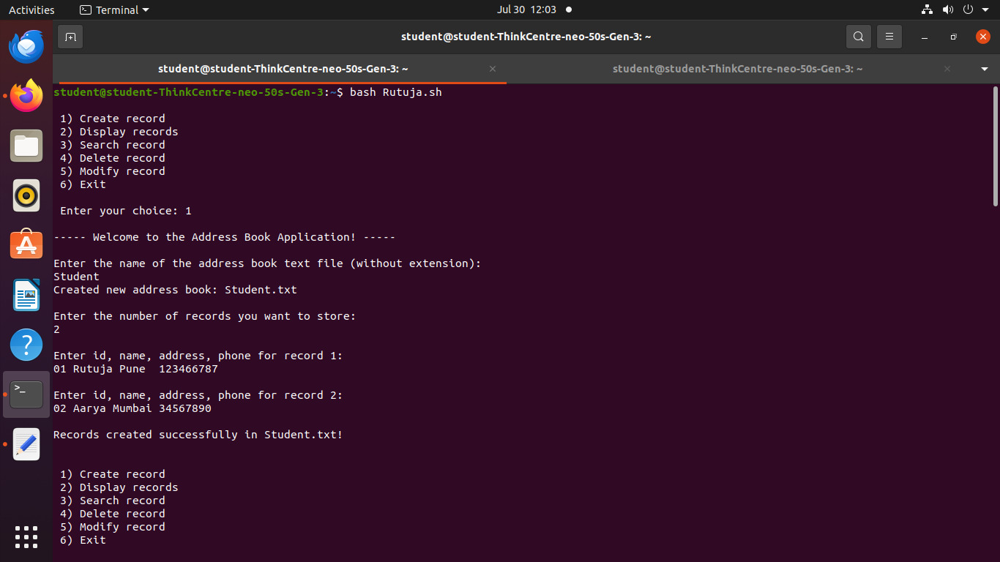 Activities Terminal Jul 30 12:03
student@student-ThinkCentre-neo-50s-Gen-3: ~
student@student-ThinkCentre-neo-50s-Gen-3: ~ student@student-ThinkCentre-neo-50s-Gen-3: ~
student@student-ThinkCentre-neo-50s-Gen-3:~$ bash Rutuja.sh
1) Create record
2) Display records
3) Search record
4) Delete record
5) Modify record
6) Exit
Enter your choice: 1
----- Welcome to the Address Book Application! -----
Enter the name of the address book text file (without extension):
Student
Created new address book: Student.txt
Enter the number of records you want to store:
2
Enter id, name, address, phone for record 1:
01 Rutuja Pune  123466787
Enter id, name, address, phone for record 2:
02 Aarya Mumbai 34567890
Records created successfully in Student.txt!
1) Create record
2) Display records
3) Search record
4) Delete record
5) Modify record
6) Exit